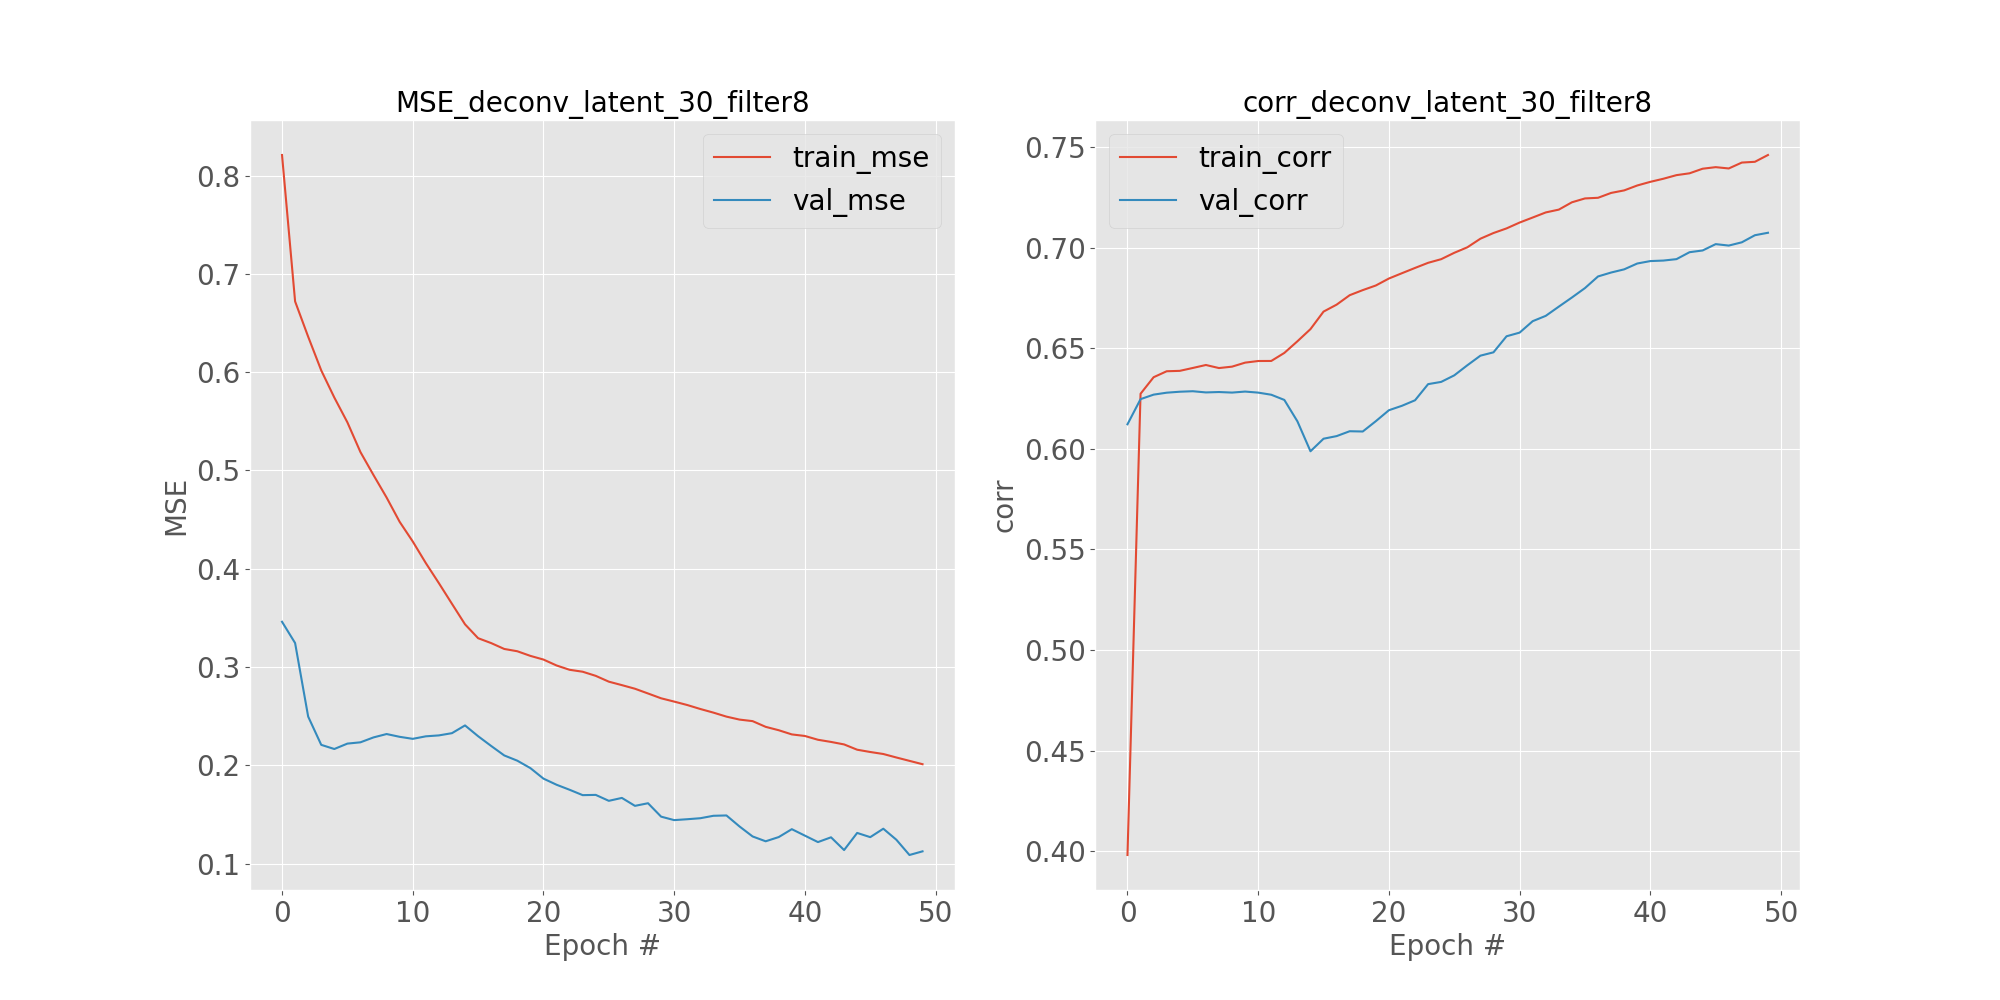 MSE_deconv_latent_30_filter8
train_mse
val_mse
0.8
0.7
0.6
0.5
0.4
0.3
0.2
0.1
MSE
0 10 20 30 40 50
Epoch #
corr_deconv_latent_30_filter8
train_corr
val_corr
0.75
0.70
0.65
0.60
0.55
0.50
0.45
0.40
corr
0 10 20 30 40 50
Epoch #